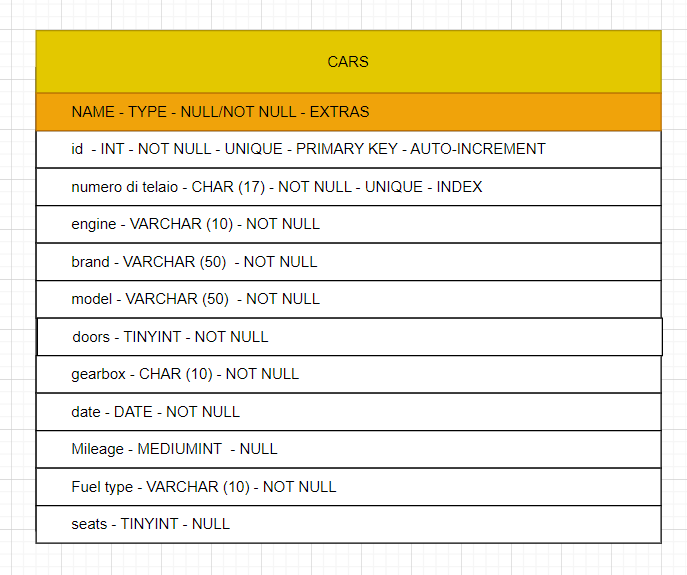 CARS
NAME - TYPE - NULL/NOT NULL - EXTRAS
id  - INT - NOT NULL - UNIQUE - PRIMARY KEY - AUTO-INCREMENT
numero di telaio - CHAR (17) - NOT NULL - UNIQUE - INDEX
engine - VARCHAR (10) - NOT NULL
brand - VARCHAR (50)  - NOT NULL
model - VARCHAR (50)  - NOT NULL
doors - TINYINT - NOT NULL
gearbox - CHAR (10) - NOT NULL
date - DATE - NOT NULL
Mileage - MEDIUMINT  - NULL
Fuel type - VARCHAR (10) - NOT NULL
seats - TINYINT - NULL